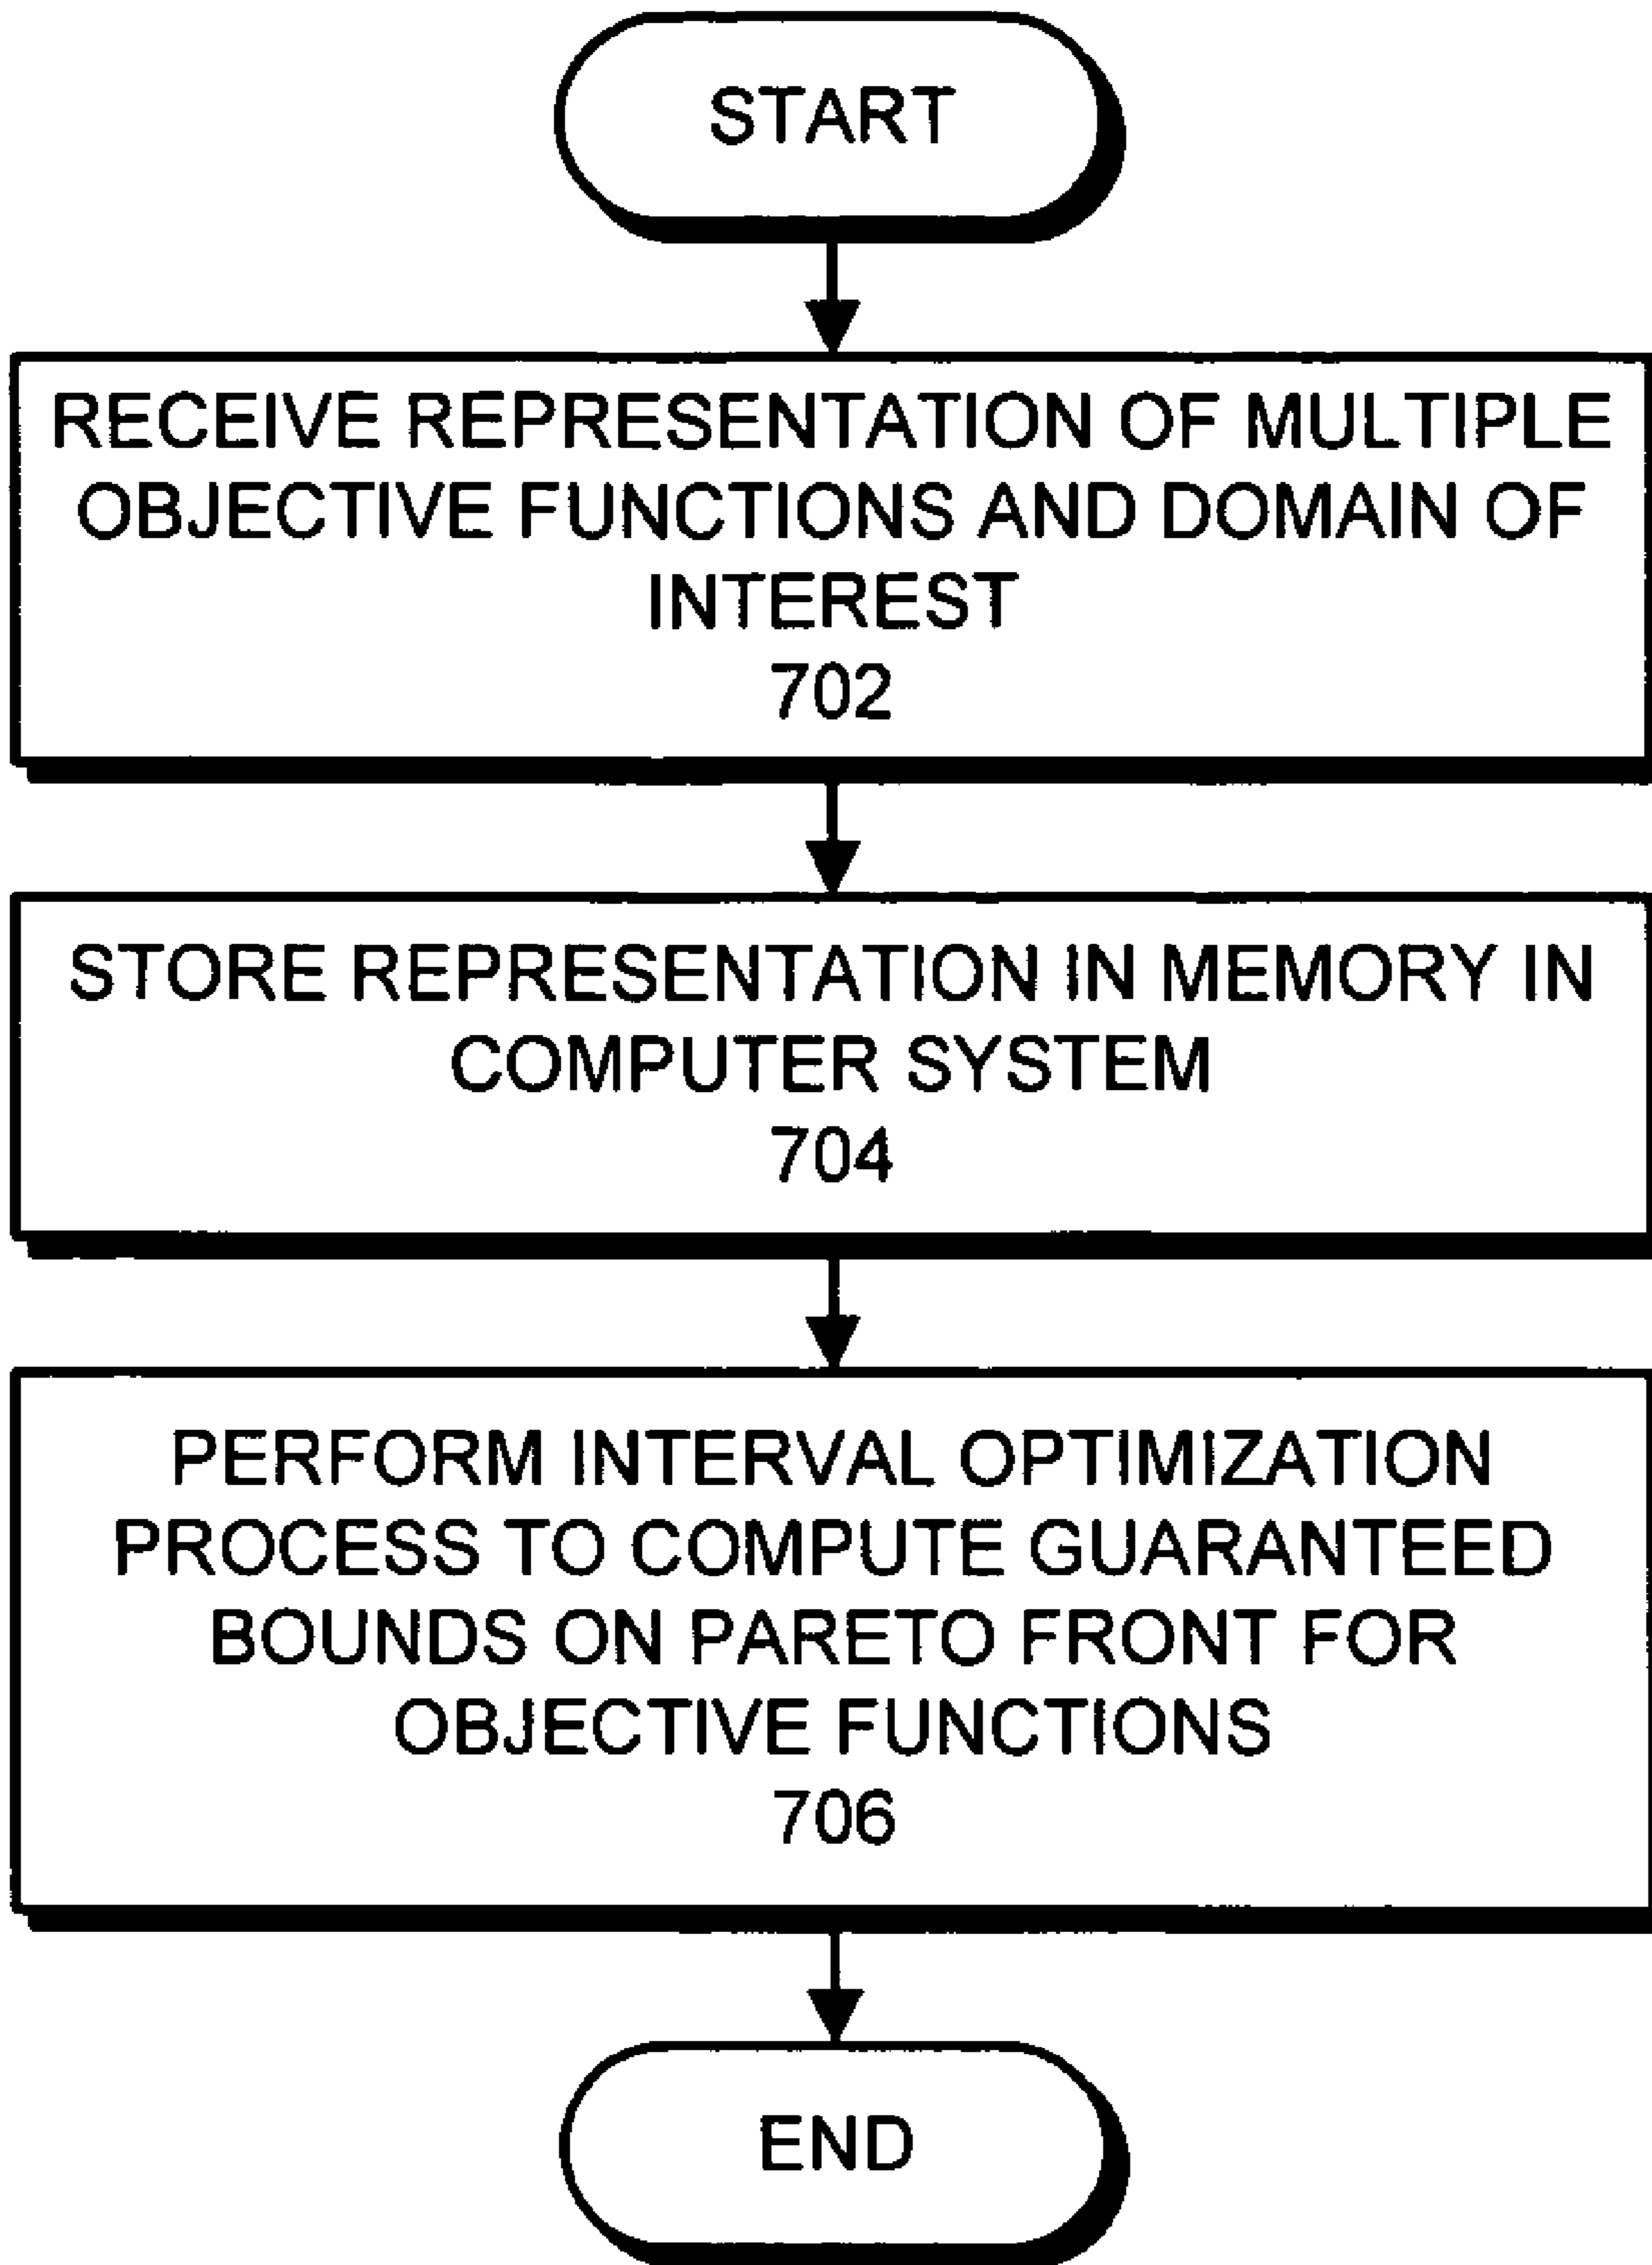 START
RECEIVE REPRESENTATION OF MULTIPLE
OBJECTIVE FUNCTIONS AND DOMAIN OF
INTEREST
702
STORE REPRESENTATION IN MEMORY IN
COMPUTER SYSTEM
704
PERFORM INTERVAL OPTIMIZATION
PROCESS TO COMPUTE GUARANTEED
BOUNDS ON PARETO FRONT FOR
OBJECTIVE FUNCTIONS
706
END